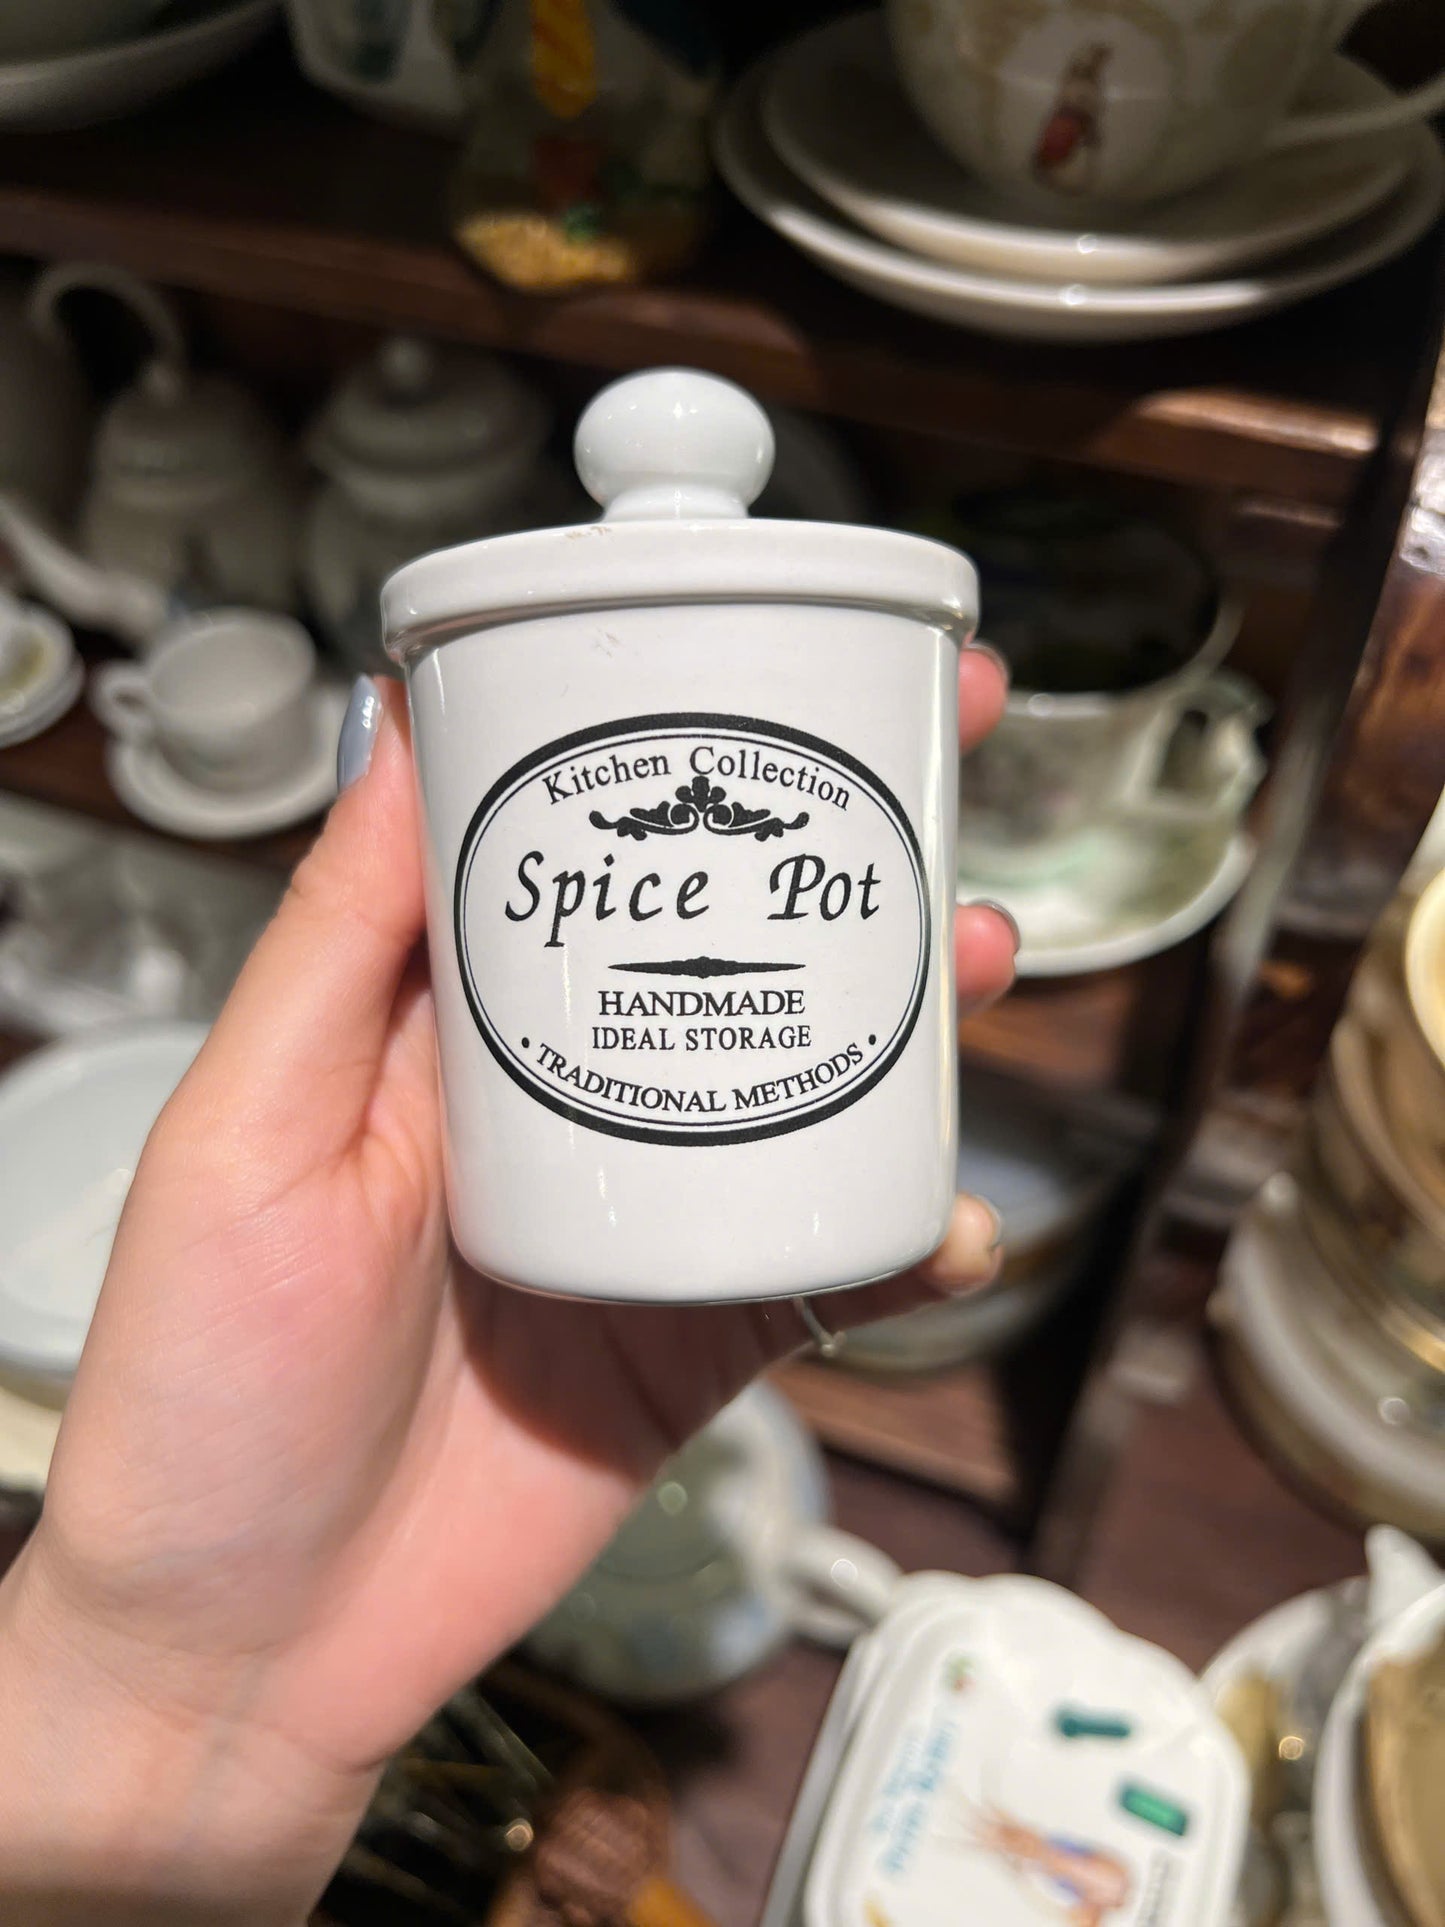 Kitchen Collection
Spice Pot
HANDMADE
IDEAL STORAGE
• TRADITIONAL METHODS •